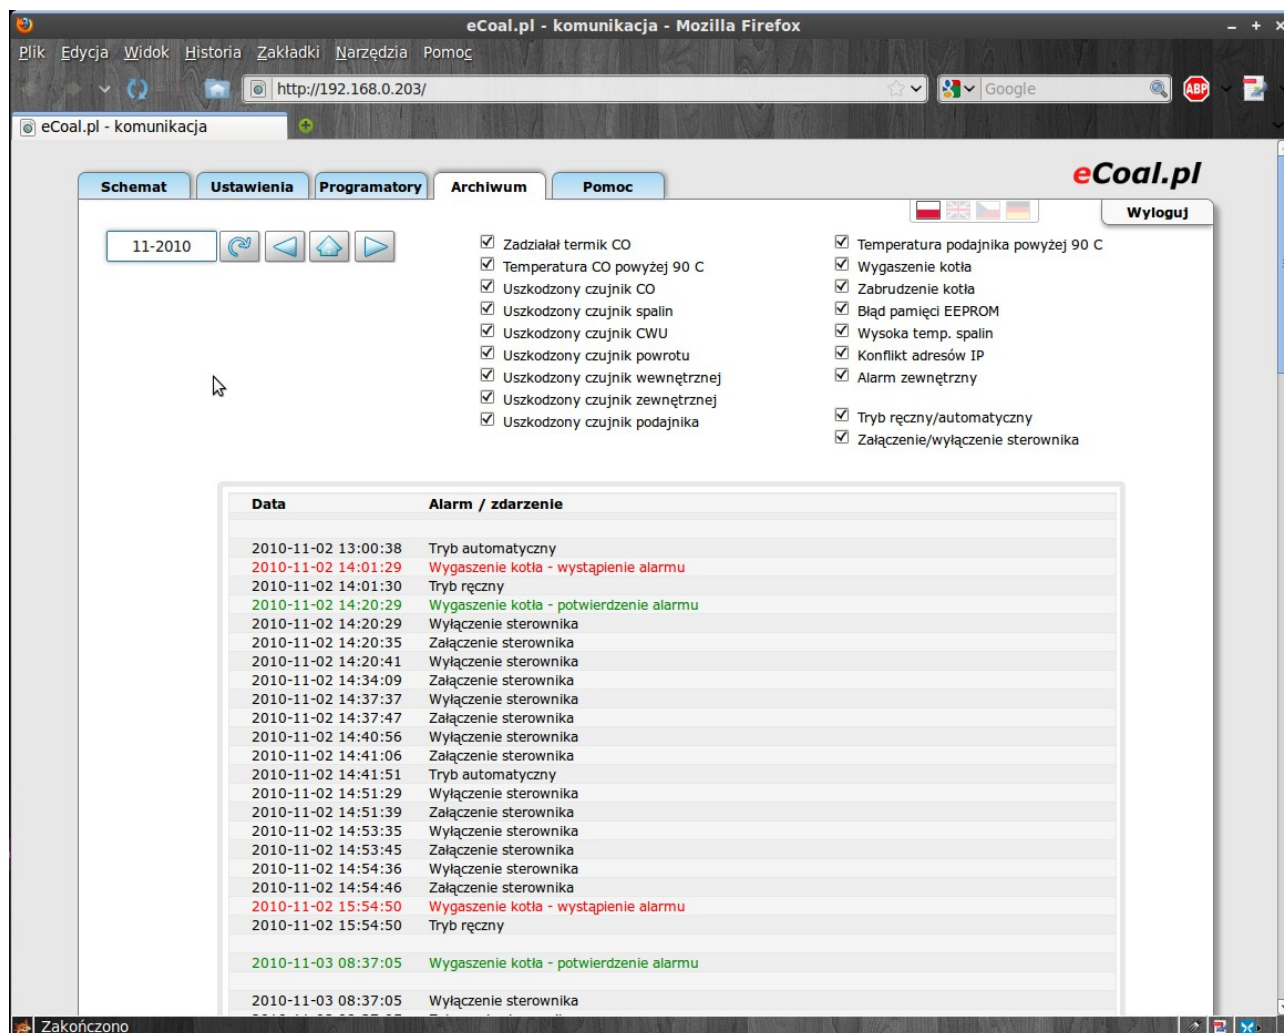 eCoal.pl - komunikacja - Mozilla Firefox
Plik Edycja Widok Historia Zakładki Narzędzia Pomoc
http://192.168.0.203/
Google
ABP
eCoal.pl - komunikacja
eCoal.pl
Schemat Ustawienia Programatory Archiwum Pomoc
Wyloguj
11-2010
Zadziałał termik CO
Temperatura CO powyżej 90 C
Uszkodzony czujnik CO
Uszkodzony czujnik spalin
Uszkodzony czujnik CWU
Uszkodzony czujnik powrotu
Uszkodzony czujnik wewnętrznej
Uszkodzony czujnik zewnętrznej
Uszkodzony czujnik podajnika
Temperatura podajnika powyżej 90 C
Wygaszenie kotła
Zabrudzenie kotła
Błąd pamięci EEPROM
Wysoka temp. spalin
Konflikt adresów IP
Alarm zewnętrzny
Tryb ręczny/automatyczny
Załączenie/wyłączenie sterownika
Data Alarm / zdarzenie
2010-11-02 13:00:38 Tryb automatyczny
2010-11-02 14:01:29 Wygaszenie kotła - wystąpienie alarmu
2010-11-02 14:01:30 Tryb ręczny
2010-11-02 14:20:29 Wygaszenie kotła - potwierdzenie alarmu
2010-11-02 14:20:29 Wyłączenie sterownika
2010-11-02 14:20:35 Załączenie sterownika
2010-11-02 14:20:41 Wyłączenie sterownika
2010-11-02 14:34:09 Załączenie sterownika
2010-11-02 14:37:37 Wyłączenie sterownika
2010-11-02 14:37:47 Załączenie sterownika
2010-11-02 14:40:56 Wyłączenie sterownika
2010-11-02 14:41:06 Załączenie sterownika
2010-11-02 14:41:51 Tryb automatyczny
2010-11-02 14:51:29 Wyłączenie sterownika
2010-11-02 14:51:39 Załączenie sterownika
2010-11-02 14:53:35 Wyłączenie sterownika
2010-11-02 14:53:45 Załączenie sterownika
2010-11-02 14:54:36 Wyłączenie sterownika
2010-11-02 14:54:46 Załączenie sterownika
2010-11-02 15:54:50 Wygaszenie kotła - wystąpienie alarmu
2010-11-02 15:54:50 Tryb ręczny
2010-11-03 08:37:05 Wygaszenie kotła - potwierdzenie alarmu
2010-11-03 08:37:05 Wyłączenie sterownika
Zakończono